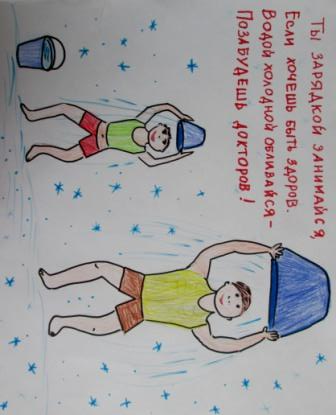 Ты зарядкой занимайся,
Если хочешь быть здоров.
Водой холодной обливайся –
Позабудешь докторов!